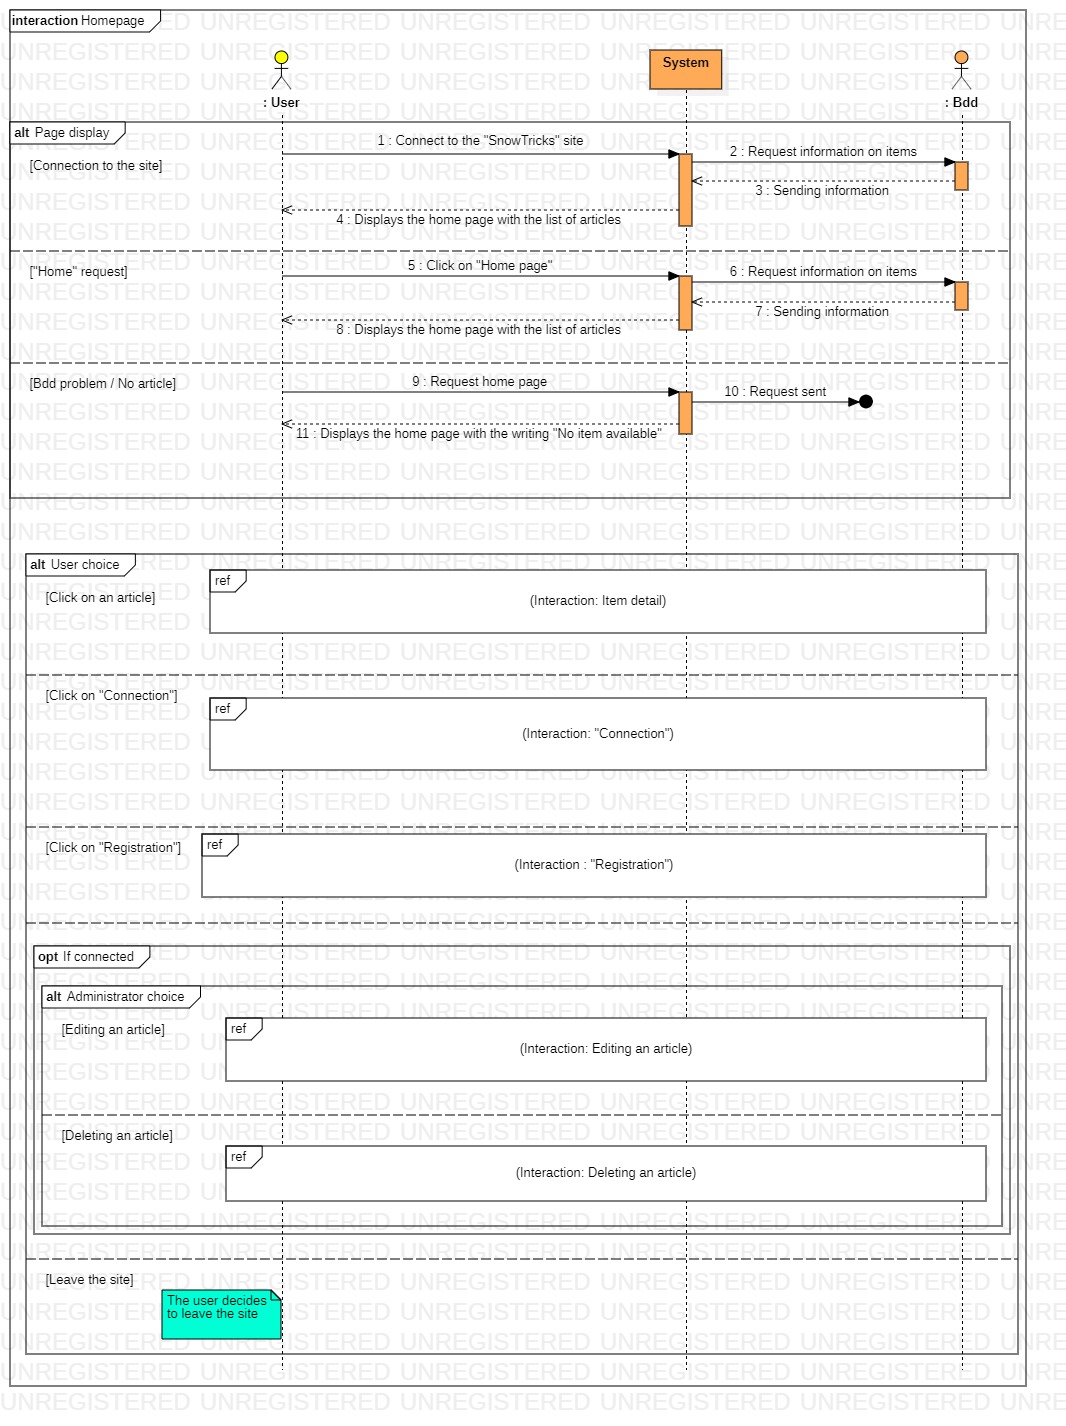 interaction Homepage
: User
System
: Bdd
alt Page display
[Connection to the site]
1 : Connect to the "SnowTricks" site
2 : Request information on items
3 : Sending information
4 : Displays the home page with the list of articles
["Home" request]
5 : Click on "Home page"
6 : Request information on items
7 : Sending information
8 : Displays the home page with the list of articles
[Bdd problem / No article]
9 : Request home page
10 : Request sent
11 : Displays the home page with the writing "No item available"
alt User choice
ref
[Click on an article]
(Interaction: Item detail)
[Click on "Connection"]
ref
(Interaction: "Connection")
[Click on "Registration"]
ref
(Interaction : "Registration")
opt If connected
alt Administrator choice
[Editing an article]
ref
(Interaction: Editing an article)
[Deleting an article]
ref
(Interaction: Deleting an article)
[Leave the site]
The user decides
to leave the site
UNREGISTERED